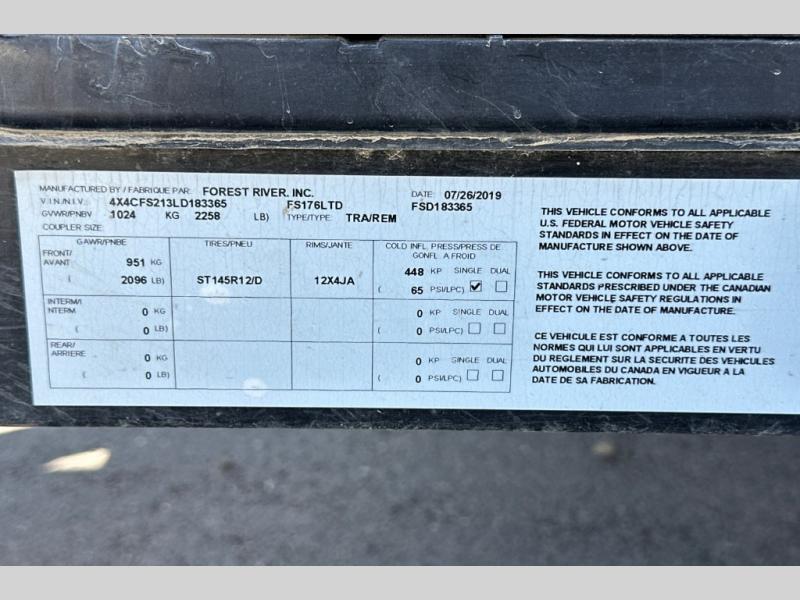 MANUFACTURED BY / FABRIQUE PAR: FOREST RIVER, INC. DATE: 07/26/2019
V.I.N./N.I.V.: 4X4CFS213LD183365 FS176LTD FSD183365
GVWR/PNBV 1024 KG 2258 LB) TYPE/TYPE: TRA/REM
COUPLER SIZE:
GAWR/PNBE TIRES/PNEU RIMS/JANTE COLD INFL. PRESS/PRESS DE
GONFL. A FROID
FRONT/
AVANT 951 KG 448 KP SINGLE DUAL
( 2096 LB) ST145R12/D 12X4JA ( 65 PSI/LPC)
INTERM/I
NTERM 0 KG 0 KP SINGLE DUAL
( 0 LB) ( 0 PSI/LPC)
REAR/
ARRIERE 0 KG 0 KP SINGLE DUAL
( 0 LB) ( 0 PSI/LPC)
THIS VEHICLE CONFORMS TO ALL APPLICABLE
U.S. FEDERAL MOTOR VEHICLE SAFETY
STANDARDS IN EFFECT ON THE DATE OF
MANUFACTURE SHOWN ABOVE.
THIS VEHICLE CONFORMS TO ALL APPLICABLE
STANDARDS PRESCRIBED UNDER THE CANADIAN
MOTOR VEHICLE SAFETY REGULATIONS IN
EFFECT ON THE DATE OF MANUFACTURE.
CE VEHICULE EST CONFORME A TOUTES LES
NORMES QUI LUI SONT APPLICABLES EN VERTU
DU REGLEMENT SUR LA SECURITE DES VEHICULES
AUTOMOBILES DU CANADA EN VIGUEUR A LA
DATE DE SA FABRICATION.